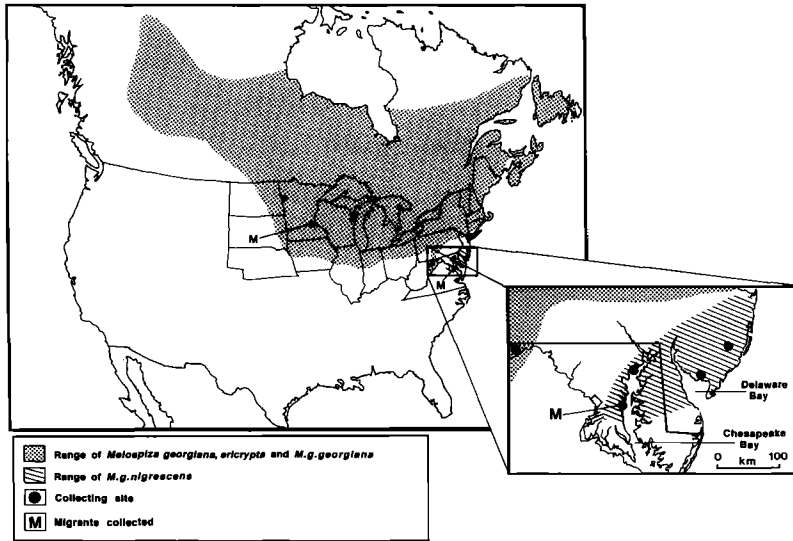 M
M
Delaware
Bay
M
Chesapeake
Bay
0 100
km
Range of Melospiza georgiana, ericrypta and M.g.georgiana
Range of M.g.nigrescens
Collecting site
M Migrants collected